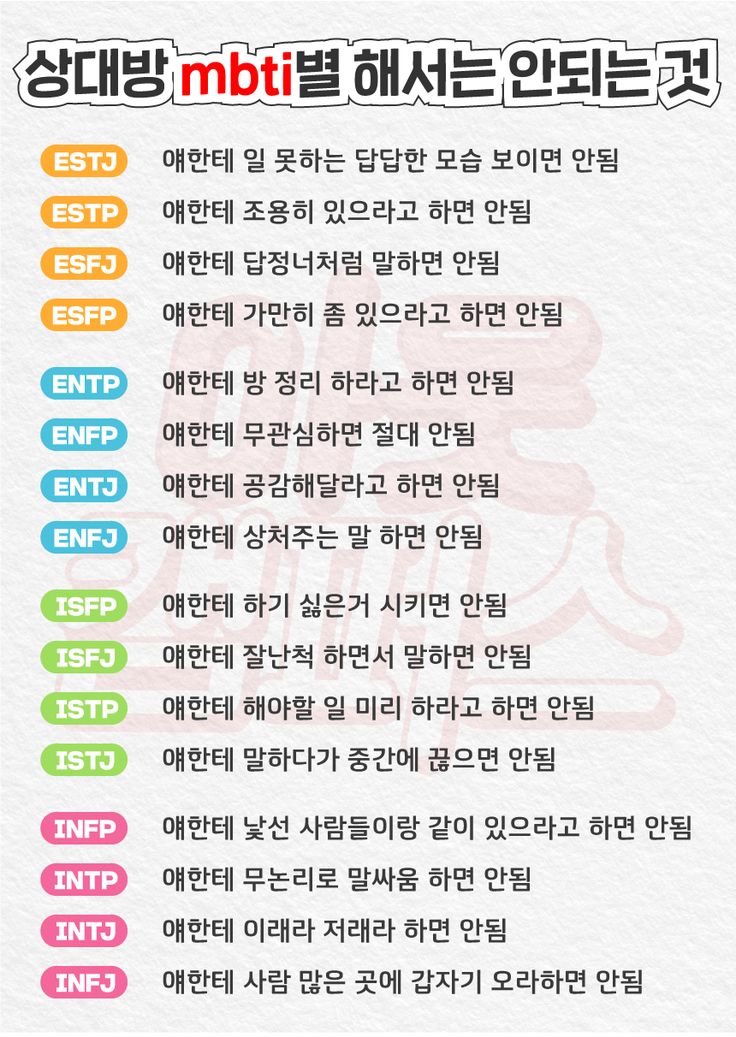 상대방 mbti별 해서는 안되는 것
ESTJ 얘한테 일 못하는 답답한 모습 보이면 안됨
ESTP 얘한테 조용히 있으라고 하면 안됨
ESFJ 얘한테 답정너처럼 말하면 안됨
ESFP 얘한테 가만히 좀 있으라고 하면 안됨
ENTP 얘한테 방 정리 하라고 하면 안됨
ENFP 얘한테 무관심하면 절대 안됨
ENTJ 얘한테 공감해달라고 하면 안됨
ENFJ 얘한테 상처주는 말 하면 안됨
ISFP 얘한테 하기 싫은거 시키면 안됨
ISFJ 얘한테 잘난척 하면서 말하면 안됨
ISTP 얘한테 해야할 일 미리 하라고 하면 안됨
ISTJ 얘한테 말하다가 중간에 끊으면 안됨
INFP 얘한테 낯선 사람들이랑 같이 있으라고 하면 안됨
INTP 얘한테 무논리로 말싸움 하면 안됨
INTJ 얘한테 이래라 저래라 하면 안됨
INFJ 얘한테 사람 많은 곳에 갑자기 오라하면 안됨